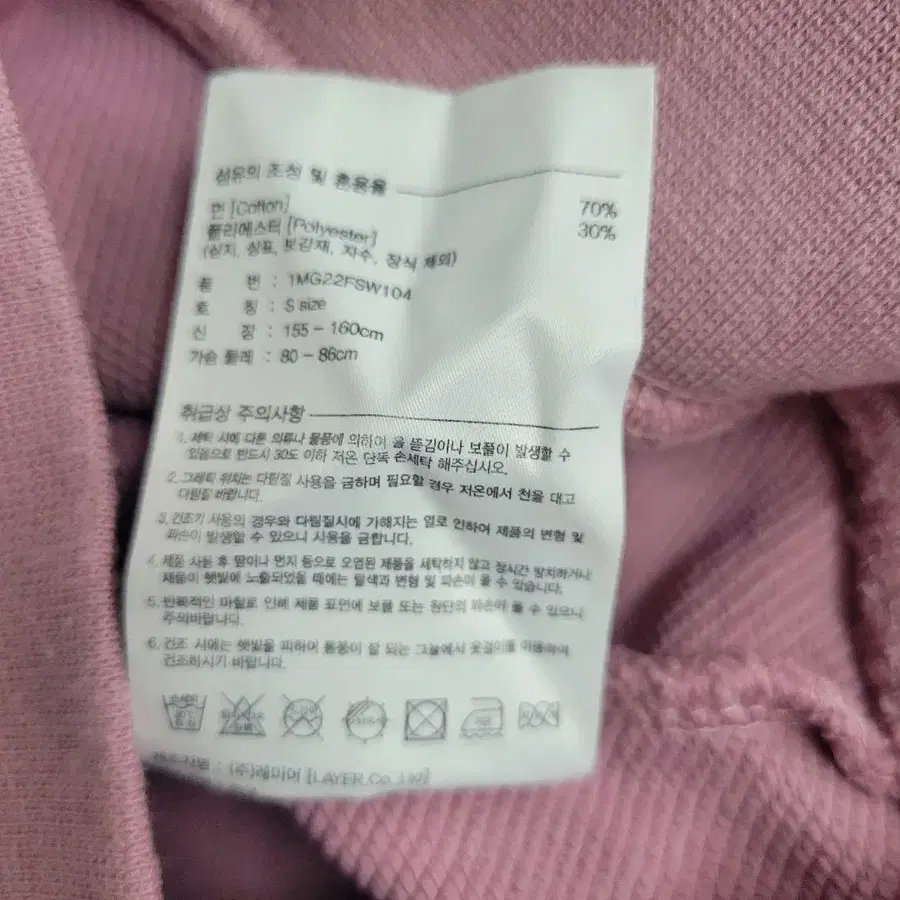 섬유의 조성 및 혼용율
면 [Cotton] 70%
폴리에스터 [Polyester] 30%
(심지, 심표, 보강재, 자수, 장식 제외)
품 번 : 1MG22FSW104
호 칭 : S size
신 장 : 155 - 160cm
가슴 둘레 : 80 - 86cm
취급상 주의사항
1. 세탁 시에 다른 의류나 물품에 의하여 올 뜯김이나 보풀이 발생할 수
있음으로 반드시 30도 이하 저온 단독 손세탁 해주십시오.
2. 그래픽 위치는 다림질 사용을 금하며 필요할 경우 저온에서 천을 대고
다림질 바랍니다.
3. 건조기 사용의 경우와 다림질시에 가해지는 열로 인하여 제품의 변형 및
파손이 발생할 수 있으니 사용을 금합니다.
4. 제품 사용 후 땀이나 먼지 등으로 오염된 제품을 세탁하지 않고 장시간 방치하거나
제품이 햇빛에 노출되었을 때에는 탈색과 변형 및 파손이 올 수 있습니다.
5. 반복적인 마찰로 인해 제품 표면에 보풀 또는 원단의 파손이 올 수 있으니
주의바랍니다.
6. 건조 시에는 햇빛을 피하여 통풍이 잘 되는 그늘에서 옷걸이를 이용하여
건조하시기 바랍니다.
: (주)레이어 [LAYER.Co.,Ltd]